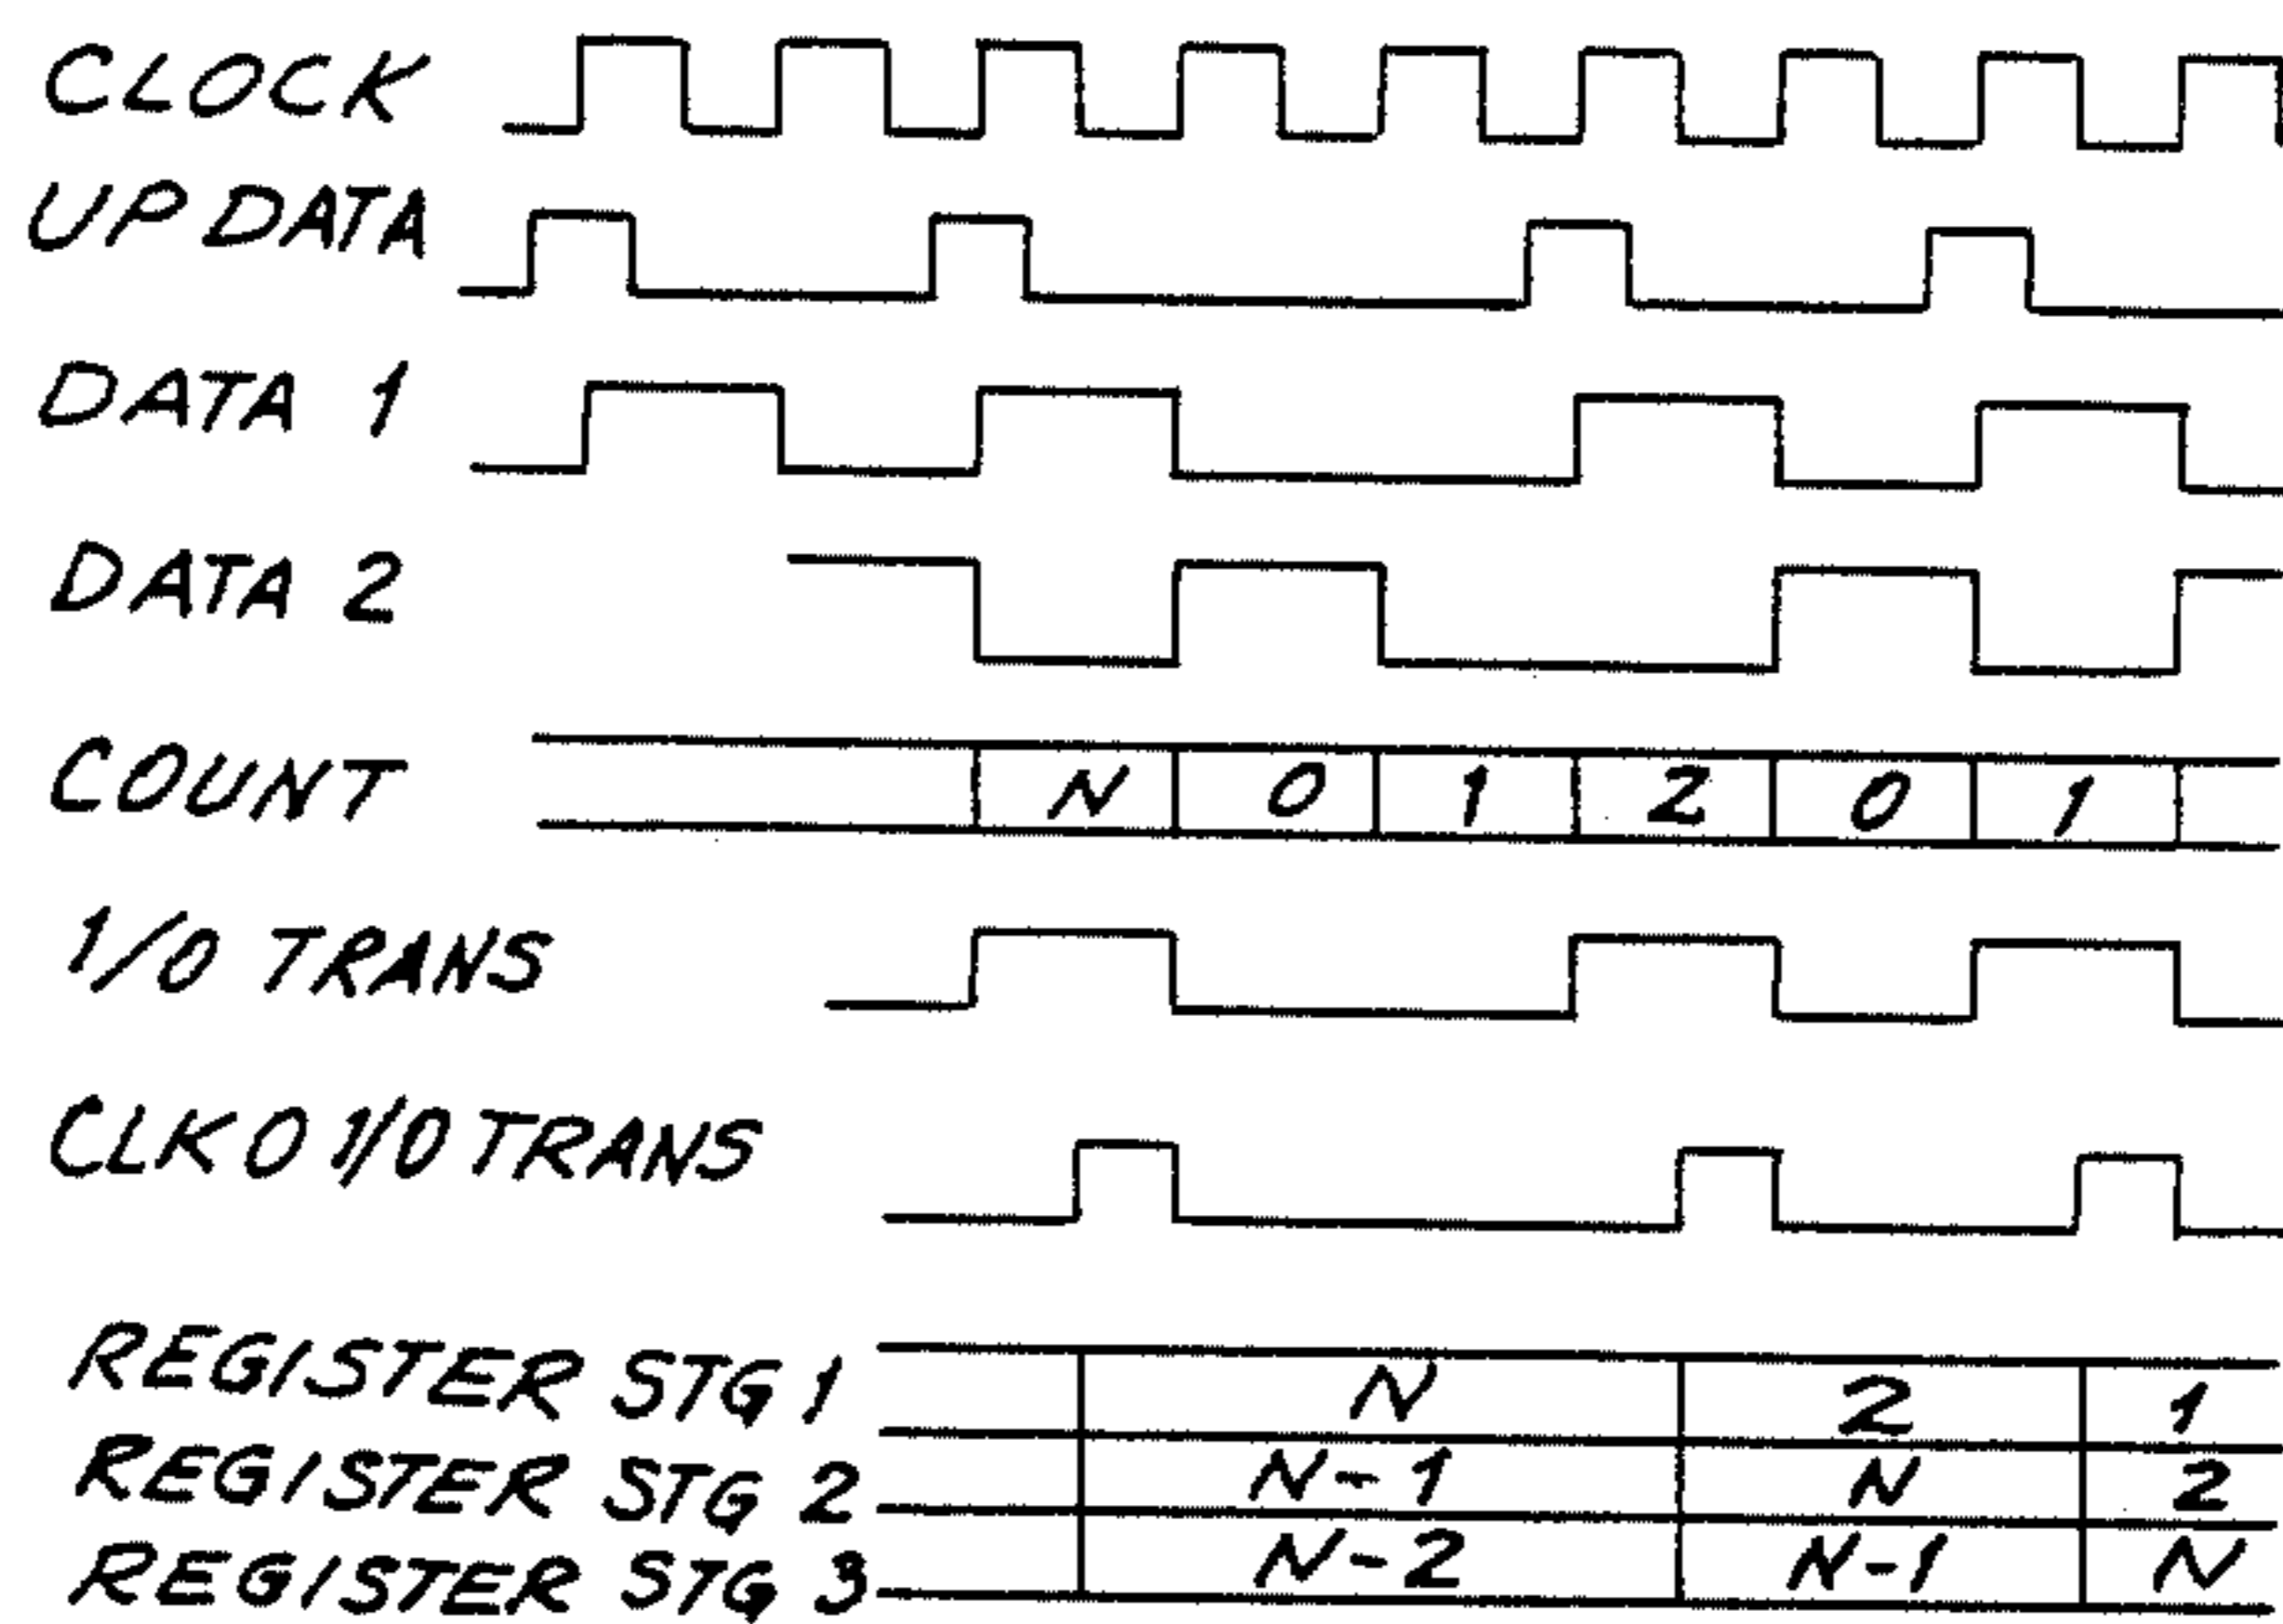 CLOCK
UP DATA
DATA 1
DATA 2
COUNT N 0 1 2 0 1
1/0 TRANS
CLK 0 1/0 TRANS
REGISTER STG 1 N 2 1
REGISTER STG 2 N-1 N 2
REGISTER STG 3 N-2 N-1 N